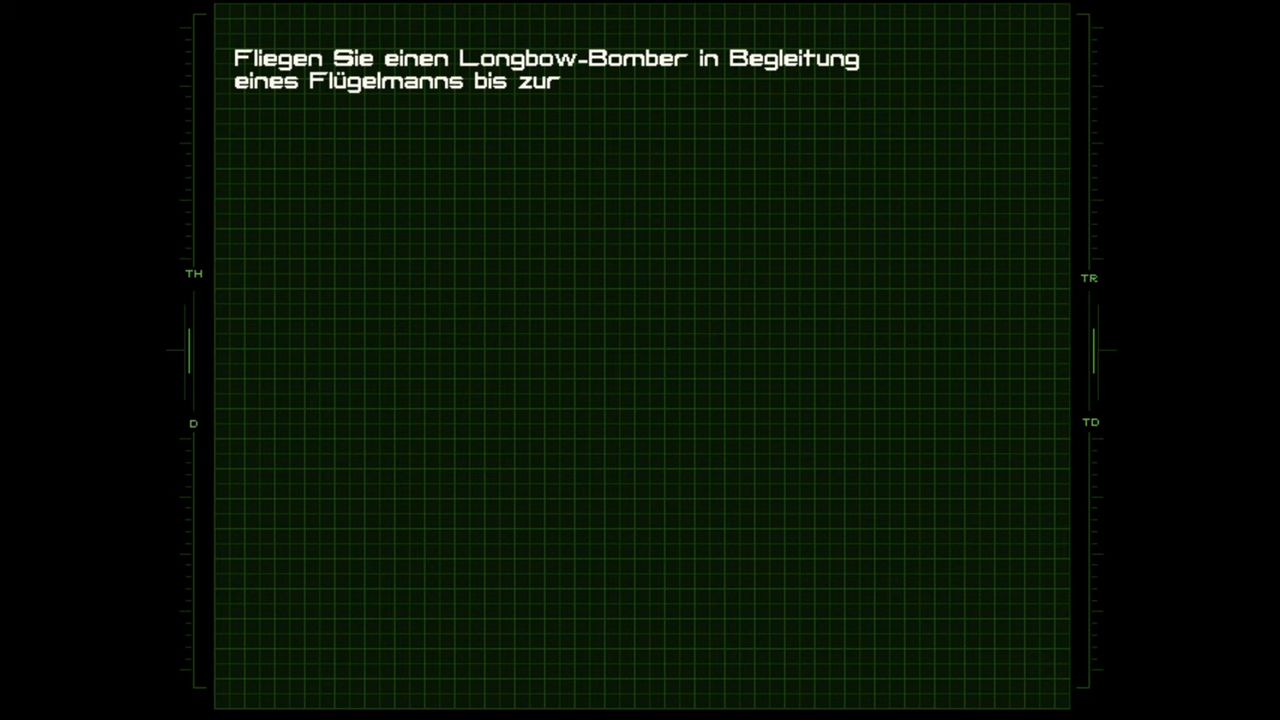 Fliegen Sie einen Longbow-Bomber in Begleitung
eines Flügelmanns bis zur
TH
TR
D
TD